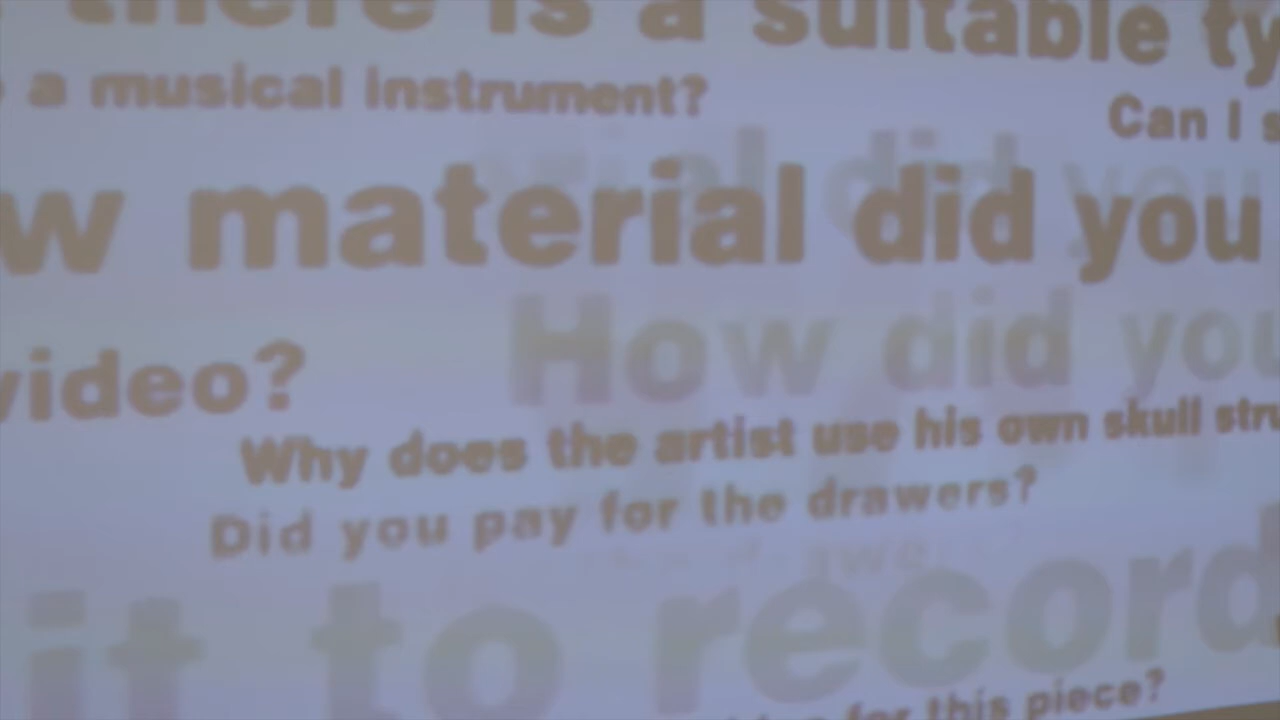 there is a suitable ty
a musical instrument?
Can I s
w material did you
How did you
video?
Why does the artist use his own skull stru
Did you pay for the drawers?
it to record
for this piece?